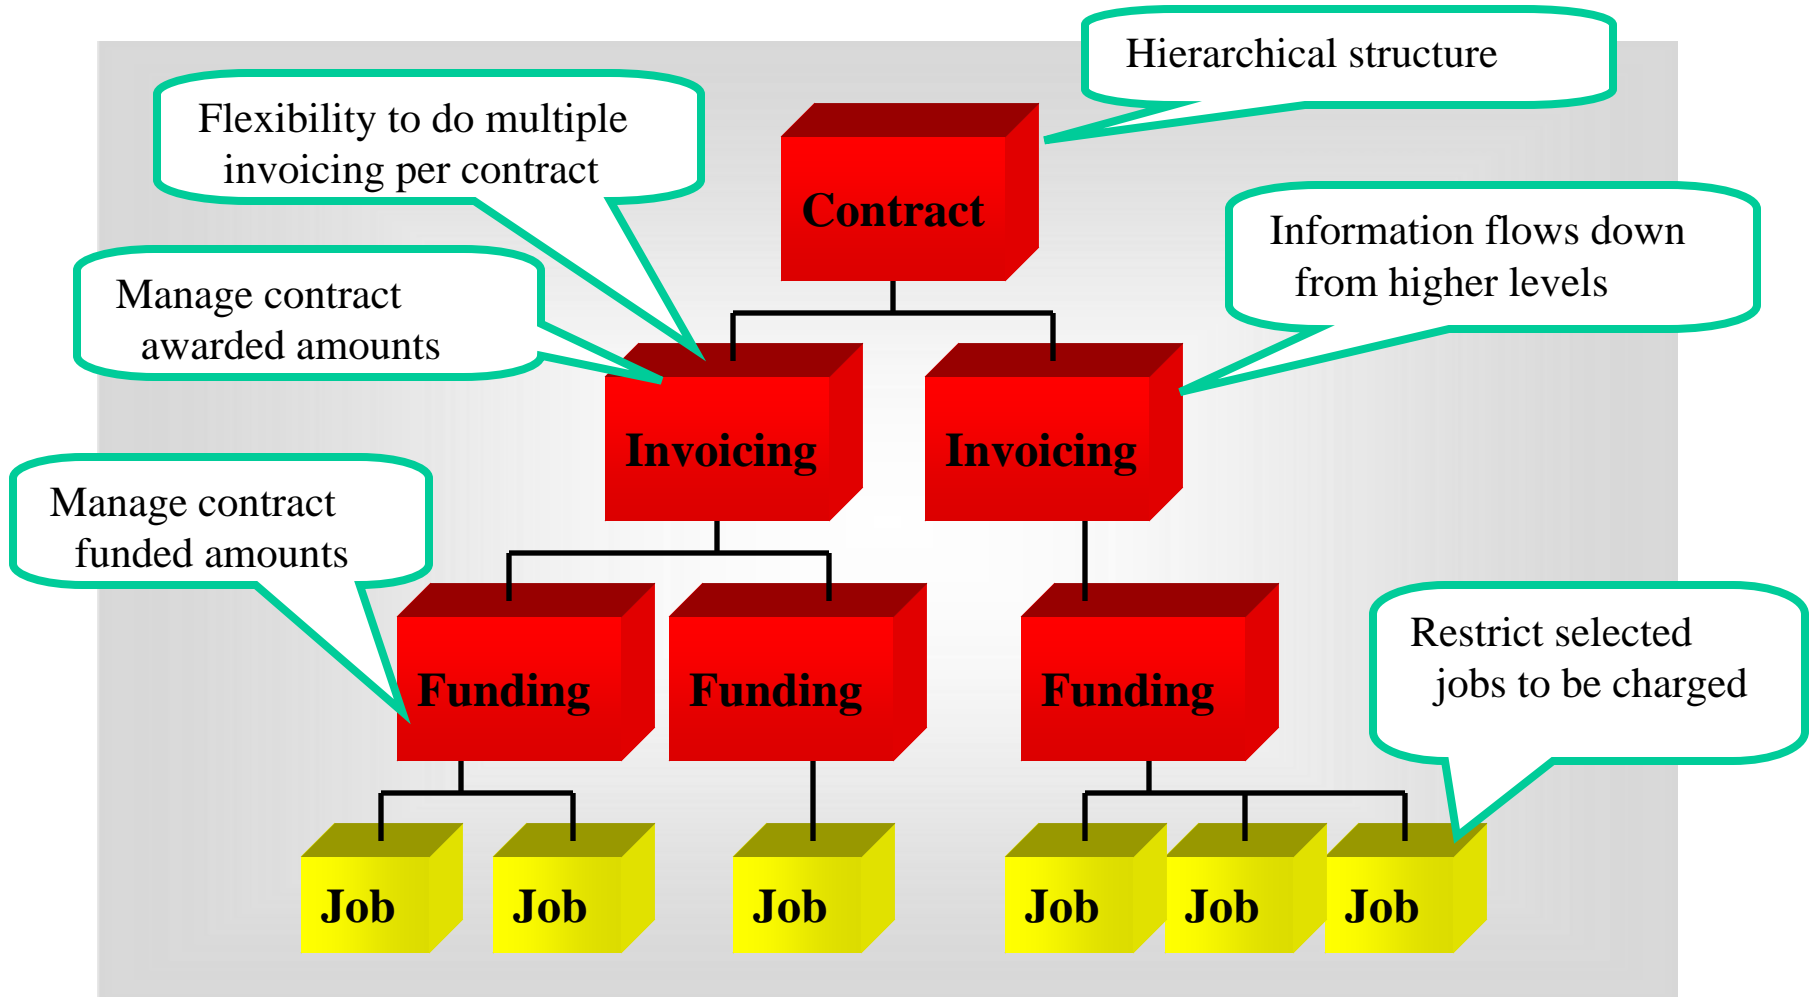 Hierarchical structure
Flexibility to do multiple
invoicing per contract
Contract
Information flows down
from higher levels
Manage contract
awarded amounts
Invoicing
Invoicing
Manage contract
funded amounts
Restrict selected
jobs to be charged
Funding
Funding
Funding
Job
Job
Job
Job
Job
Job